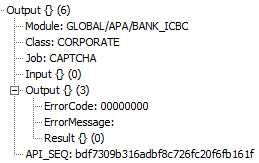 Output {} (6)
Module: GLOBAL/APA/BANK_ICBC
Class: CORPORATE
Job: CAPTCHA
Input {} (0)
Output {} (3)
ErrorCode: 00000000
ErrorMessage:
Result {} (0)
API_SEQ: bdf7309b316adbf8c726fc20f6fb161f